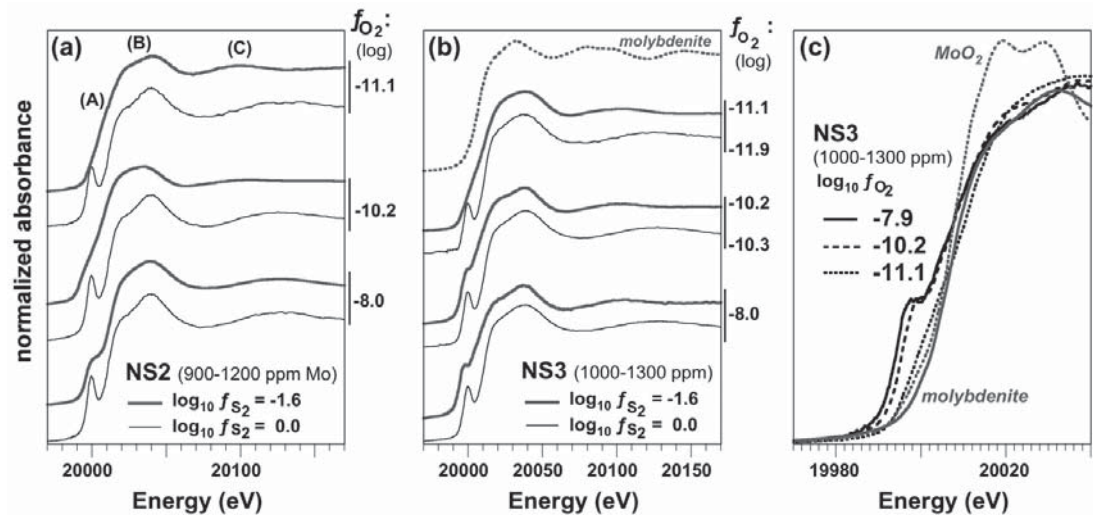 (a)
(B)
(C)
(A)
fO2:
(log)
-11.1
-10.2
-8.0
NS2 (900-1200 ppm Mo)
log10 fS2 = -1.6
log10 fS2 = 0.0
20000
20100
Energy (eV)
normalized absorbance
(b)
molybdenite
fO2:
(log)
-11.1
-11.9
-10.2
-10.3
-8.0
NS3 (1000-1300 ppm)
log10 fS2 = -1.6
log10 fS2 = 0.0
20000
20050
20100
20150
Energy (eV)
(c)
MoO2
NS3
(1000-1300 ppm)
log10 fO2
-7.9
-10.2
-11.1
molybdenite
19980
20020
Energy (eV)